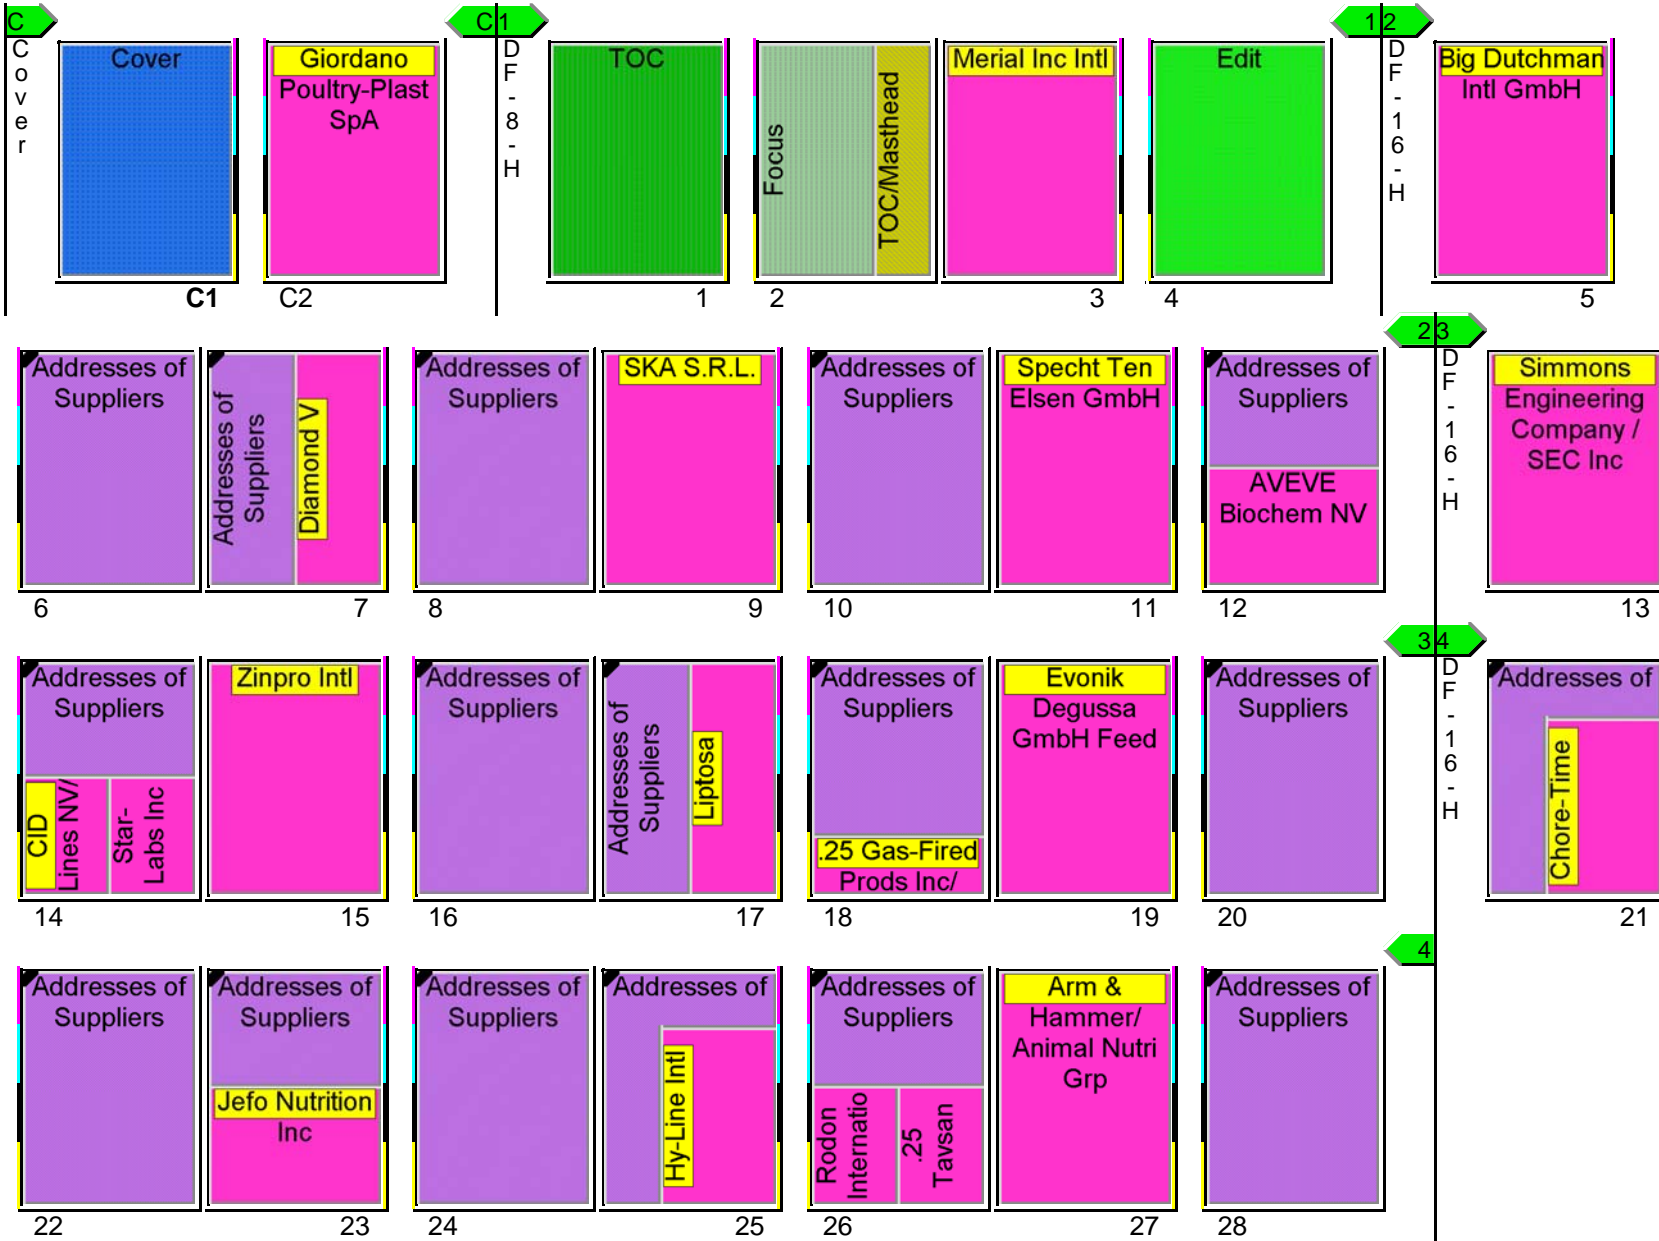 C
Cover
Cover
C1
Giordano
Poultry-Plast
SpA
C2
C 1
DF-8-H
TOC
1
Focus
TOC/Masthead
2
Merial Inc Intl
3
Edit
4
1 2
DF-16-H
Big Dutchman
Intl GmbH
5
Addresses of
Suppliers
6
Addresses of
Suppliers
Diamond V
7
Addresses of
Suppliers
8
SKA S.R.L.
9
Addresses of
Suppliers
10
Specht Ten
Elsen GmbH
11
Addresses of
Suppliers
AVEVE
Biochem NV
12
2 3
DF-16-H
Simmons
Engineering
Company /
SEC Inc
13
Addresses of
Suppliers
CID
Lines NV/
Star-
Labs Inc
14
Zinpro Intl
15
Addresses of
Suppliers
16
Addresses of
Suppliers
Liptosa
17
Addresses of
Suppliers
.25 Gas-Fired
Prods Inc/
18
Evonik
Degussa
GmbH Feed
19
Addresses of
Suppliers
20
3 4
DF-16-H
Addresses of
Chore-Time
21
Addresses of
Suppliers
22
Addresses of
Suppliers
Jefo Nutrition
Inc
23
Addresses of
Suppliers
24
Addresses of
Hy-Line Intl
25
Addresses of
Suppliers
Rodon
Internatio
.25
Tavsan
26
Arm &
Hammer/
Animal Nutri
Grp
27
Addresses of
Suppliers
28
4